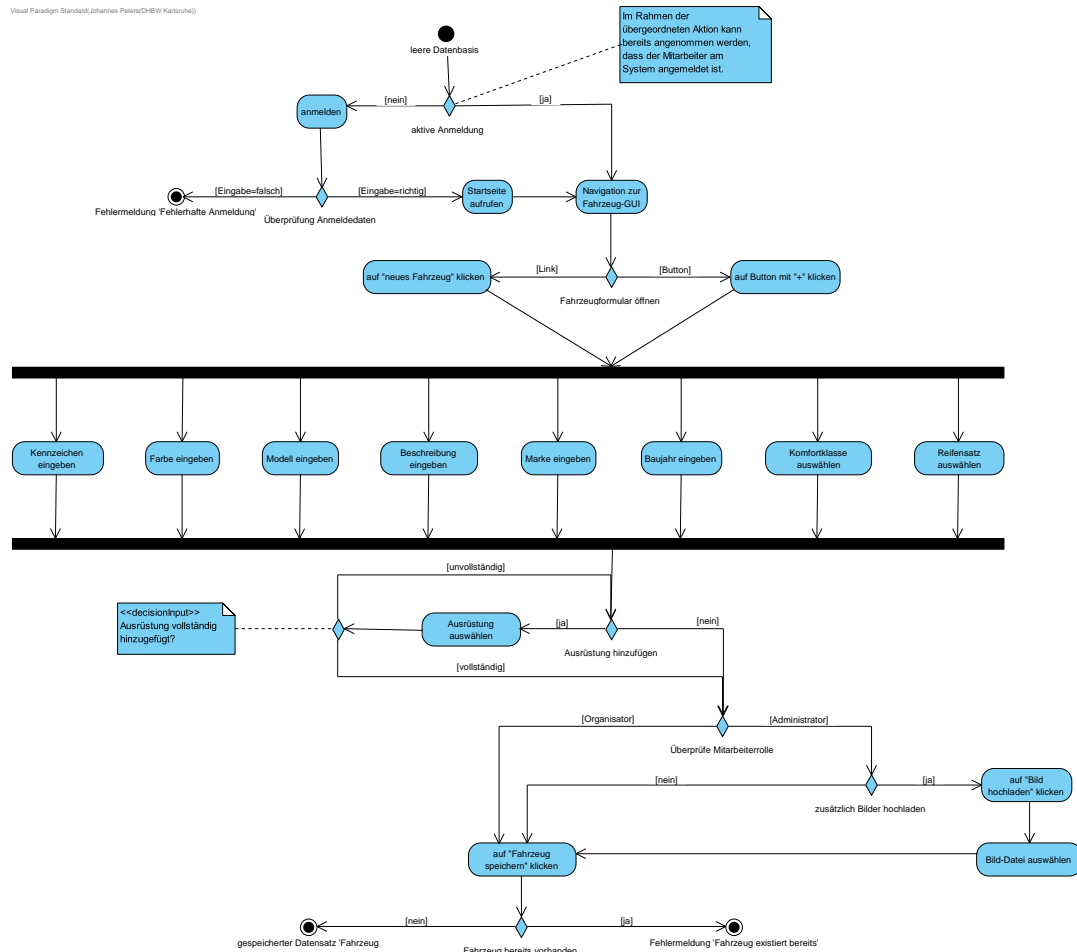 Visual Paradigm Standard(Johannes Peters(DHBW Karlsruhe))
Im Rahmen der
übergeordneten Aktion kann
bereits angenommen werden,
dass der Mitarbeiter am
System angemeldet ist.
leere Datenbasis
[nein]
[ja]
anmelden
aktive Anmeldung
[Eingabe=falsch]
[Eingabe=richtig]
Startseite
aufrufen
Navigation zur
Fahrzeug-GUI
Fehlermeldung 'Fehlerhafte Anmeldung'
Überprüfung Anmeldedaten
[Link]
[Button]
auf "neues Fahrzeug" klicken
auf Button mit "+" klicken
Fahrzeugformular öffnen
Kennzeichen
eingeben
Farbe eingeben
Modell eingeben
Beschreibung
eingeben
Marke eingeben
Baujahr eingeben
Komfortklasse
auswählen
Reifensatz
auswählen
[unvollständig]
<<decisionInput>>
Ausrüstung vollständig
hinzugefügt?
Ausrüstung
auswählen
[ja]
[nein]
Ausrüstung hinzufügen
[vollständig]
[Organisator]
[Administrator]
Überprüfe Mitarbeiterrolle
[nein]
[ja]
auf "Bild
hochladen" klicken
zusätzlich Bilder hochladen
auf "Fahrzeug
speichern" klicken
Bild-Datei auswählen
[nein]
[ja]
gespeicherter Datensatz 'Fahrzeug
Fahrzeug bereits vorhanden
Fehlermeldung 'Fahrzeug existiert bereits'